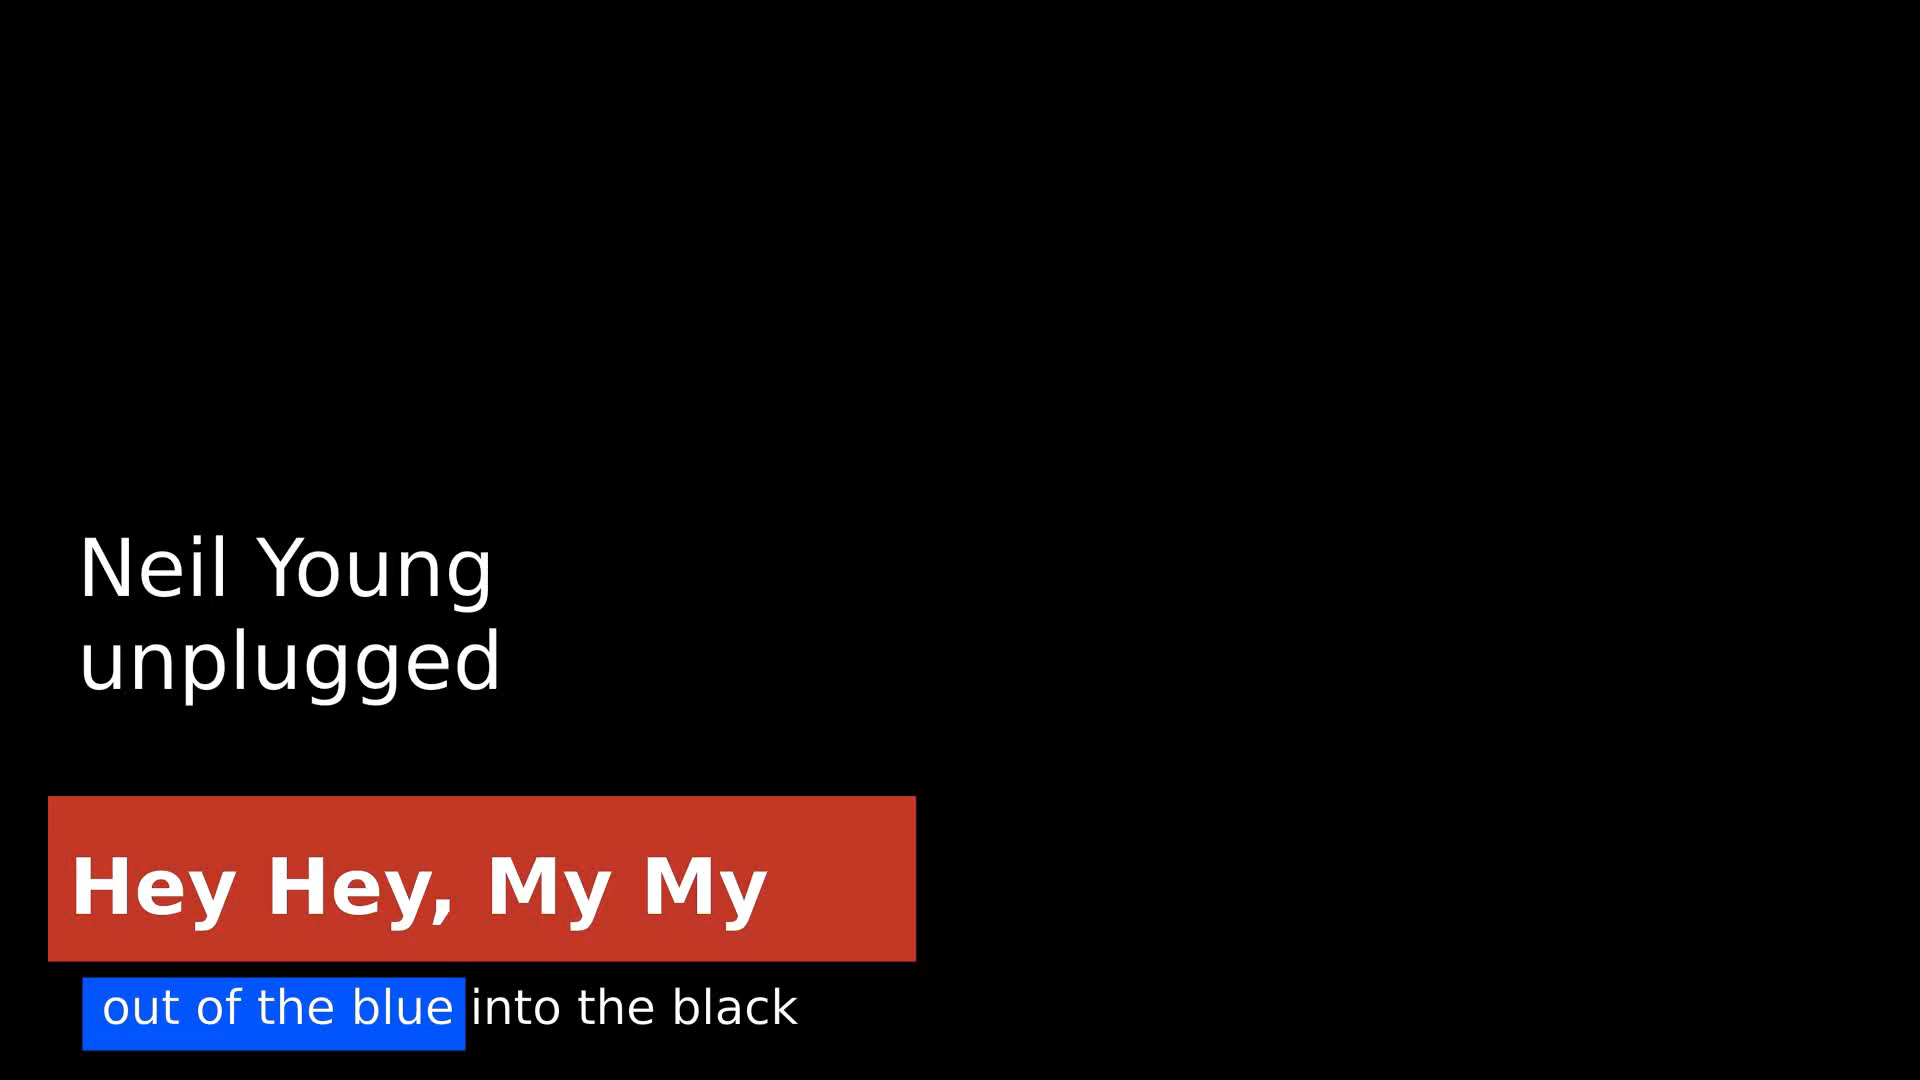 Neil Young
unplugged
Hey Hey, My My
out of the blue into the black